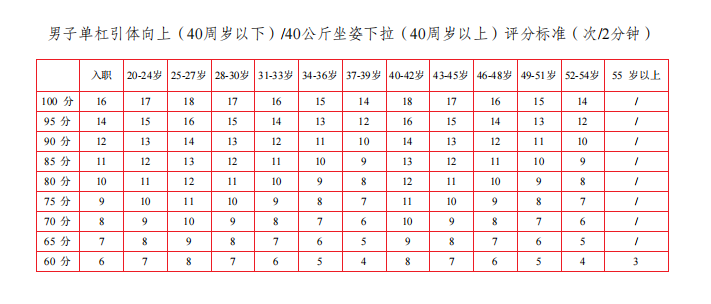 男子单杠引体向上（40周岁以下）/40公斤坐姿下拉（40周岁以上）评分标准（次/2分钟）
入职 20-24岁 25-27岁 28-30岁 31-33岁 34-36岁 37-39岁 40-42岁 43-45岁 46-48岁 49-51岁 52-54岁 55 岁以上
100 分 16 17 18 17 16 15 14 18 17 16 15 14 /
95 分 14 15 16 15 14 13 12 16 15 14 13 12 /
90 分 12 13 14 13 12 11 10 14 13 12 11 10 /
85 分 11 12 13 12 11 10 9 13 12 11 10 9 /
80 分 10 11 12 11 10 9 8 12 11 10 9 8 /
75 分 9 10 11 10 9 8 7 11 10 9 8 7 /
70 分 8 9 10 9 8 7 6 10 9 8 7 6 /
65 分 7 8 9 8 7 6 5 9 8 7 6 5 /
60 分 6 7 8 7 6 5 4 8 7 6 5 4 3